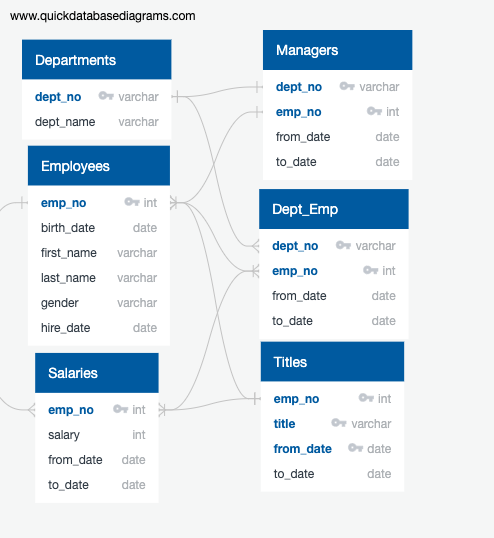 www.quickdatabasediagrams.com
Departments
dept_no varchar
dept_name varchar
Employees
emp_no int
birth_date date
first_name varchar
last_name varchar
gender varchar
hire_date date
Salaries
emp_no int
salary int
from_date date
to_date date
Managers
dept_no varchar
emp_no int
from_date date
to_date date
Dept_Emp
dept_no varchar
emp_no int
from_date date
to_date date
Titles
emp_no int
title varchar
from_date date
to_date date